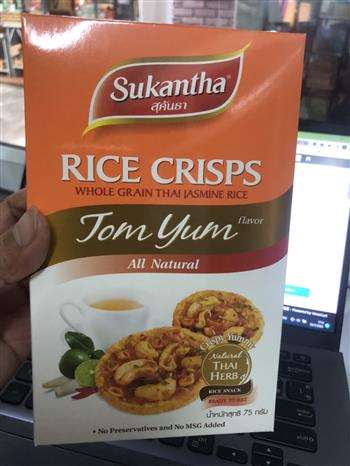 Sukantha
สุคันธา
RICE CRISPS
WHOLE GRAIN THAI JASMINE RICE
Tom Yum flavor
All Natural
Crispy Yummy
Natural
THAI
HERB
RICE SNACK
READY TO EAT
น้ำหนักสุทธิ 75 กรัม
• No Preservatives and No MSG Added